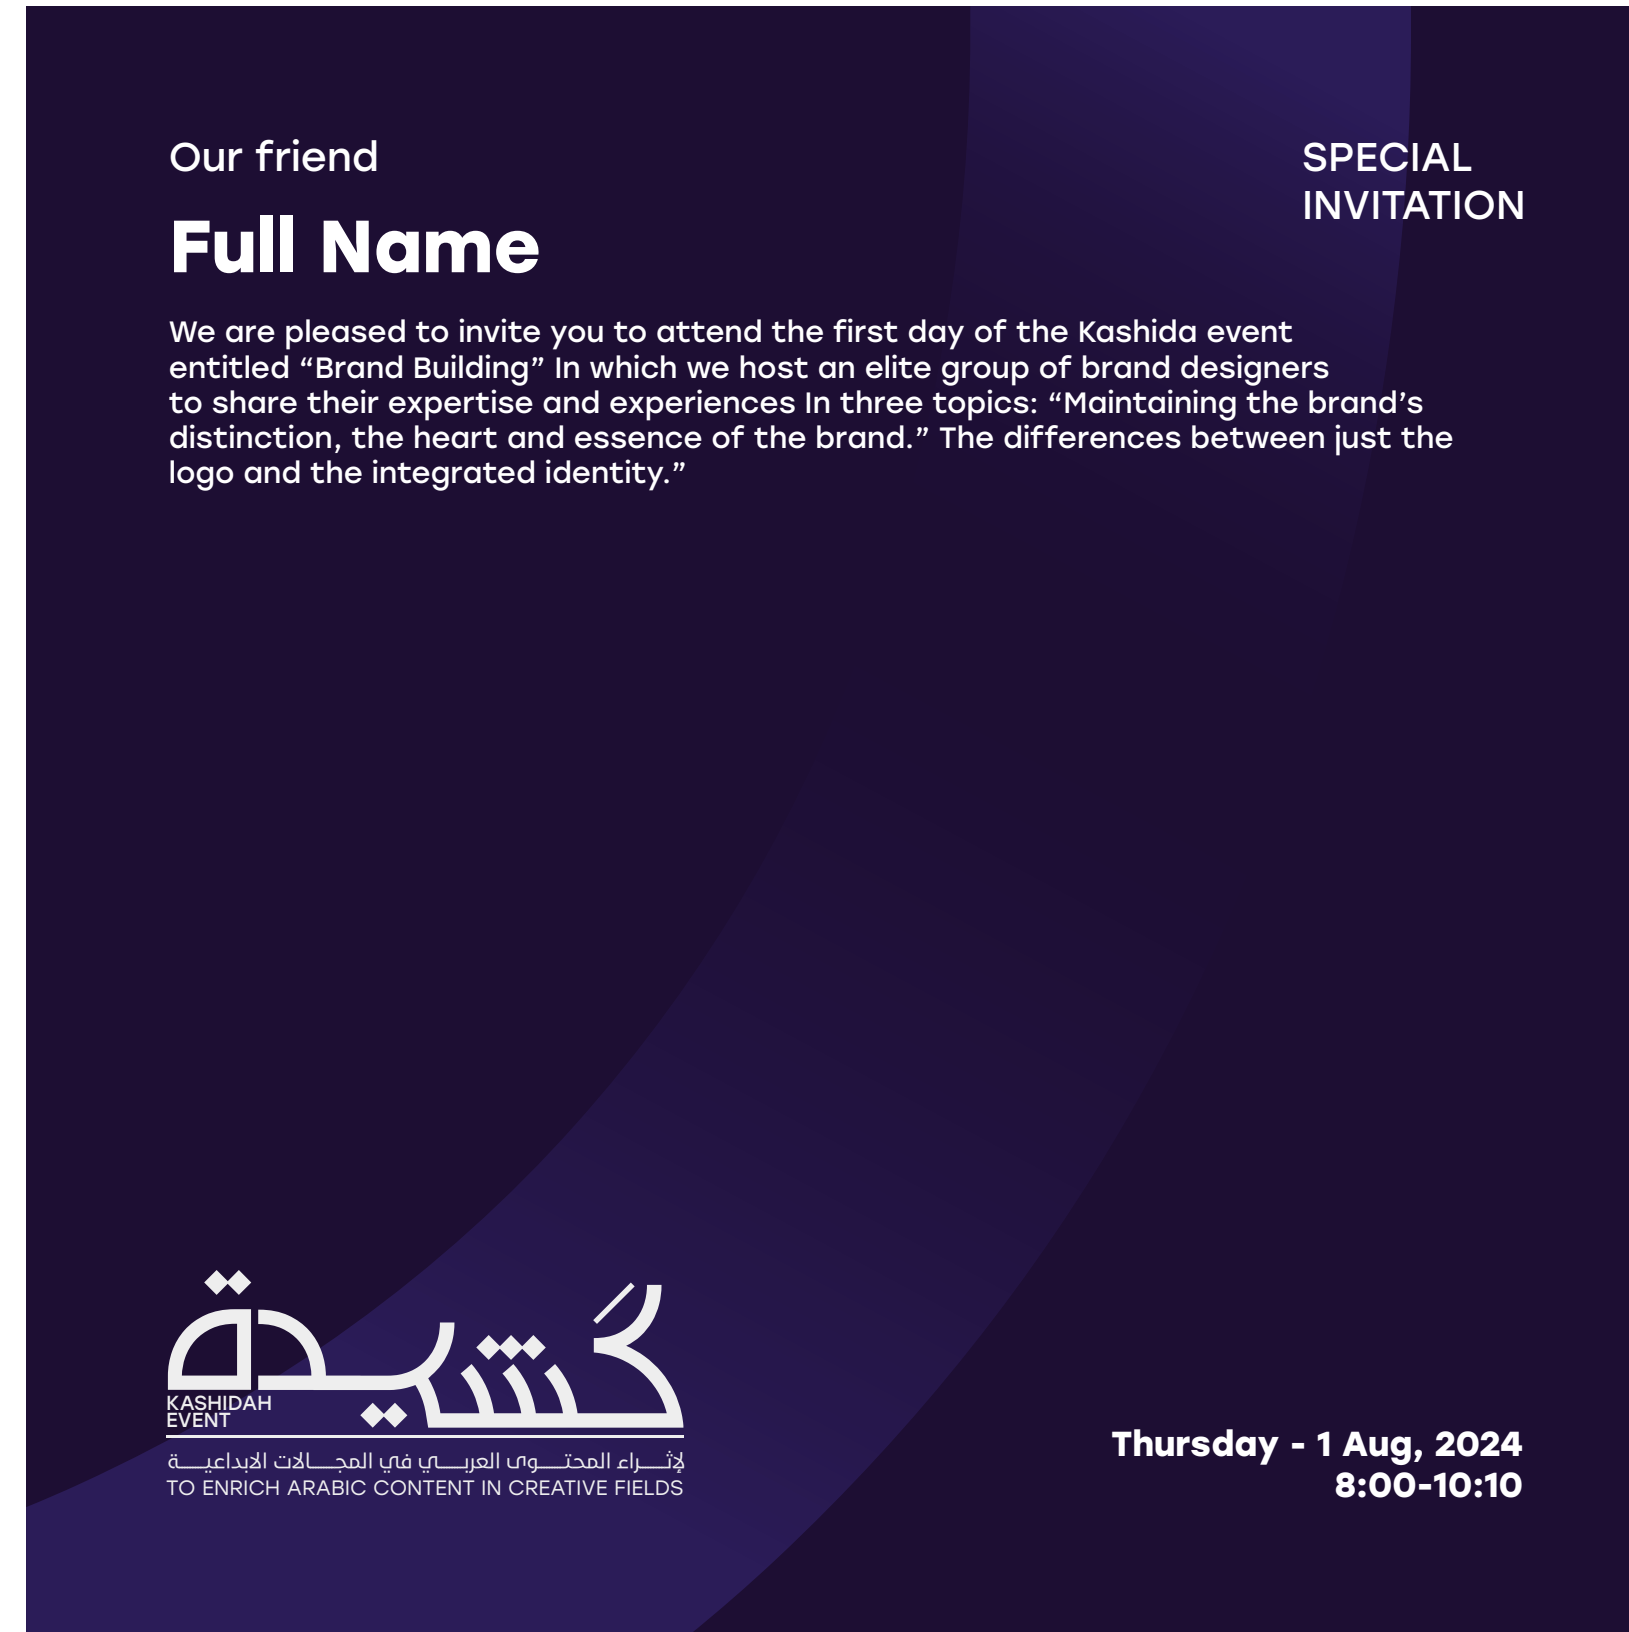 Our friend
SPECIAL
INVITATION
Full Name
We are pleased to invite you to attend the first day of the Kashida event
entitled “Brand Building” In which we host an elite group of brand designers
to share their expertise and experiences In three topics: “Maintaining the brand’s
distinction, the heart and essence of the brand.” The differences between just the
logo and the integrated identity.”
كشيدة
KASHIDAH
EVENT
لإثـــراء المحتــوى العربــي في المجــالات الابداعيــة
TO ENRICH ARABIC CONTENT IN CREATIVE FIELDS
Thursday - 1 Aug, 2024
8:00-10:10